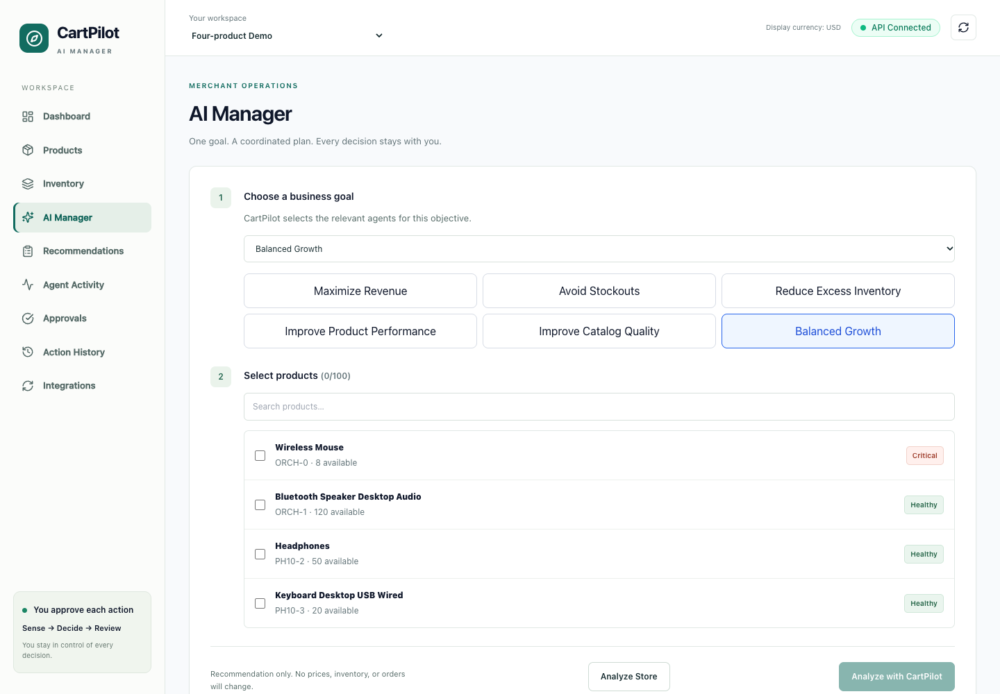 CartPilot
AI MANAGER
WORKSPACE
Dashboard
Products
Inventory
AI Manager
Recommendations
Agent Activity
Approvals
Action History
Integrations
You approve each action
Sense → Decide → Review
You stay in control of every
decision.
Your workspace
Four-product Demo
Display currency: USD
API Connected
MERCHANT OPERATIONS
AI Manager
One goal. A coordinated plan. Every decision stays with you.
1
Choose a business goal
CartPilot selects the relevant agents for this objective.
Balanced Growth
Maximize Revenue
Avoid Stockouts
Reduce Excess Inventory
Improve Product Performance
Improve Catalog Quality
Balanced Growth
2
Select products (0/100)
Search products...
Wireless Mouse
ORCH-0 · 8 available
Critical
Bluetooth Speaker Desktop Audio
ORCH-1 · 120 available
Healthy
Headphones
PH10-2 · 50 available
Healthy
Keyboard Desktop USB Wired
PH10-3 · 20 available
Healthy
Recommendation only. No prices, inventory, or orders
will change.
Analyze Store
Analyze with CartPilot